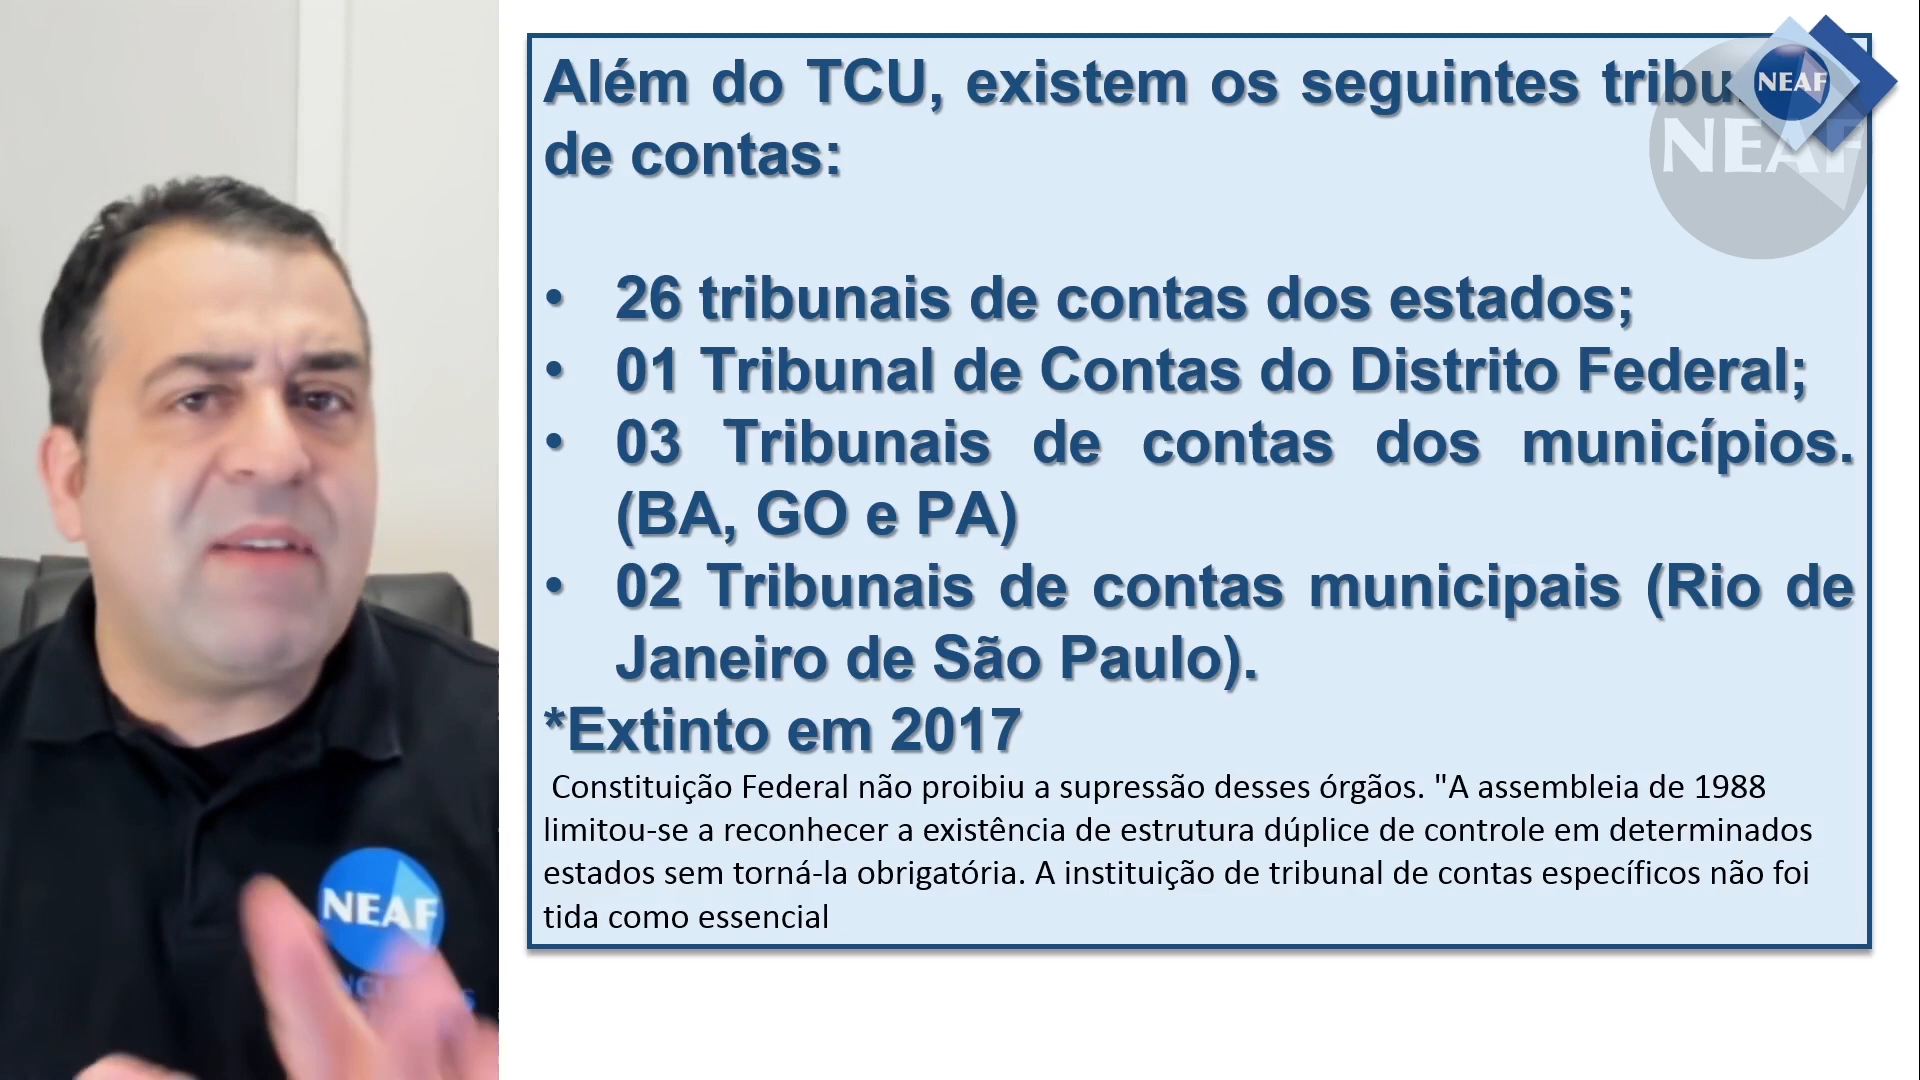 Além do TCU, existem os seguintes
de contas:
• 26 tribunais de contas dos estados;
• 01 Tribunal de Contas do Distrito Federal;
• 03 Tribunais de contas dos municípios.
(BA, GO e PA)
• 02 Tribunais de contas municipais (Rio de
Janeiro de São Paulo).
*Extinto em 2017
Constituição Federal não proibiu a supressão desses órgãos. "A assembleia de 1988
limitou-se a reconhecer a existência de estrutura dúplice de controle em determinados
estados sem torná-la obrigatória. A instituição de tribunal de contas específicos não foi
tida como essencial
NEAF
NEAF
NEAF